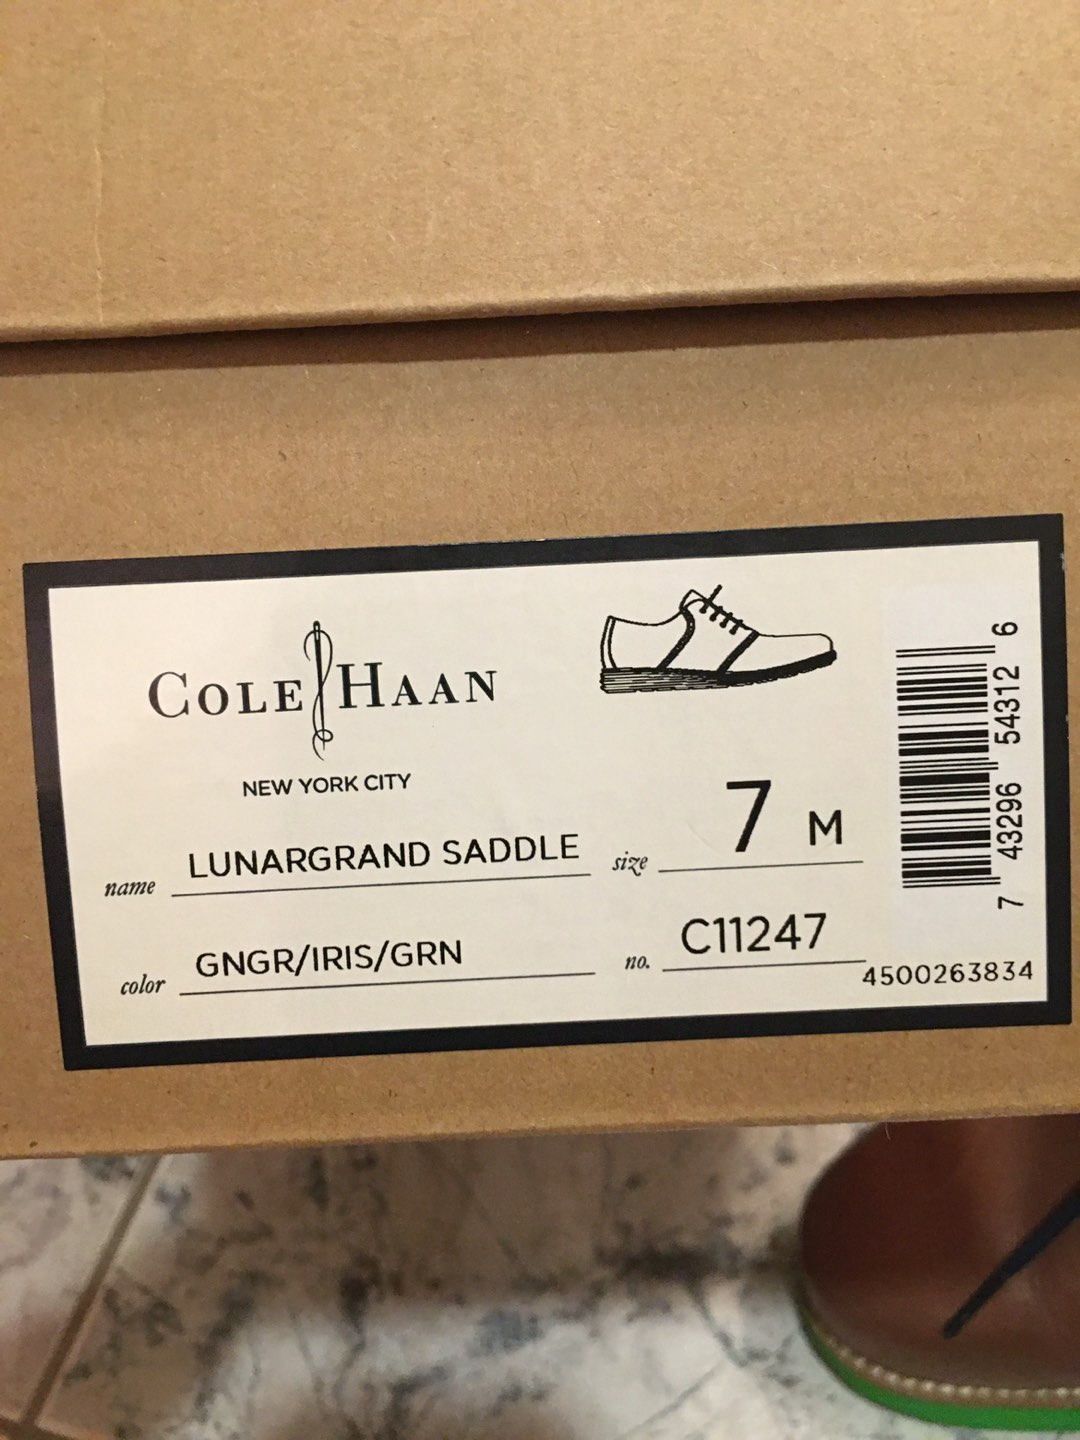 COLE HAAN
NEW YORK CITY
name LUNARGRAND SADDLE
size 7 M
color GNGR/IRIS/GRN
no. C11247
4500263834
7 43296 54312 6